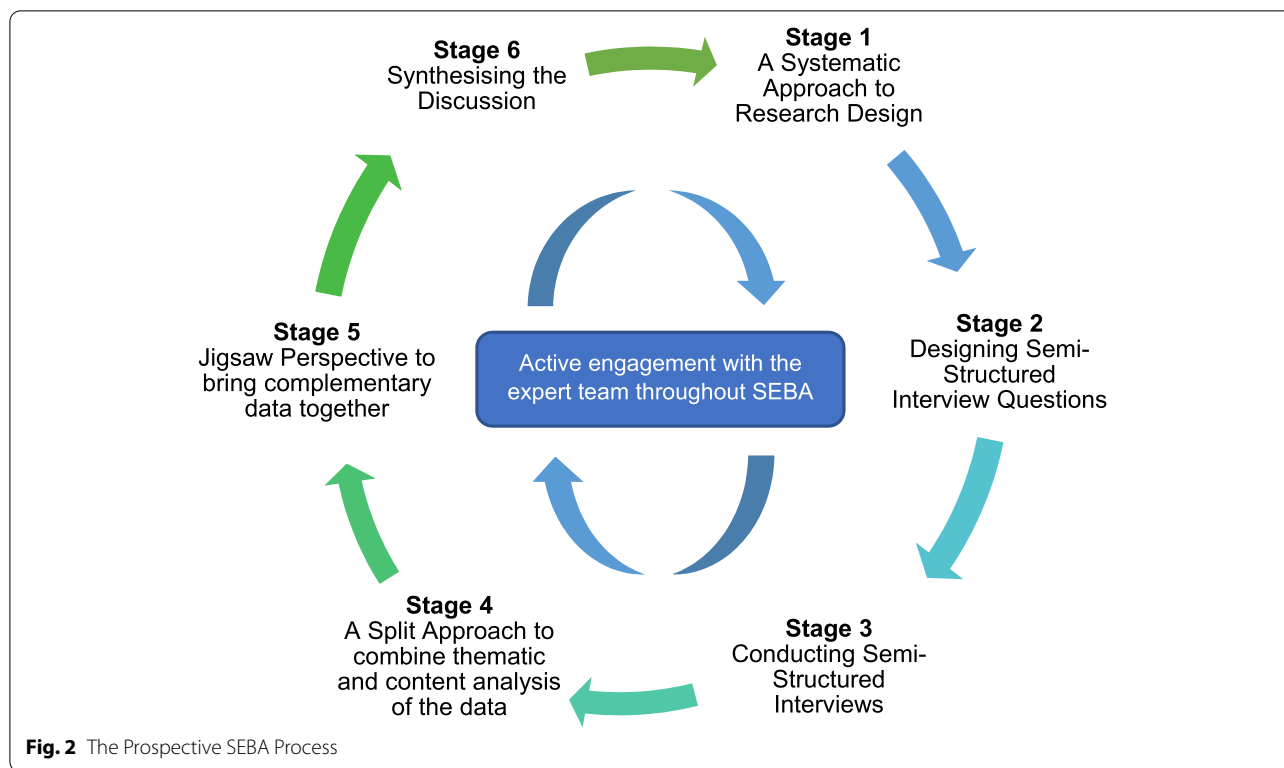 Stage 1
A Systematic
Approach to
Research Design
Stage 2
Designing Semi-
Structured
Interview Questions
Stage 3
Conducting Semi-
Structured
Interviews
Stage 4
A Split Approach to
combine thematic
and content analysis
of the data
Stage 5
Jigsaw Perspective to
bring complementary
data together
Stage 6
Synthesising the
Discussion
Active engagement with the
expert team throughout SEBA
Fig. 2 The Prospective SEBA Process